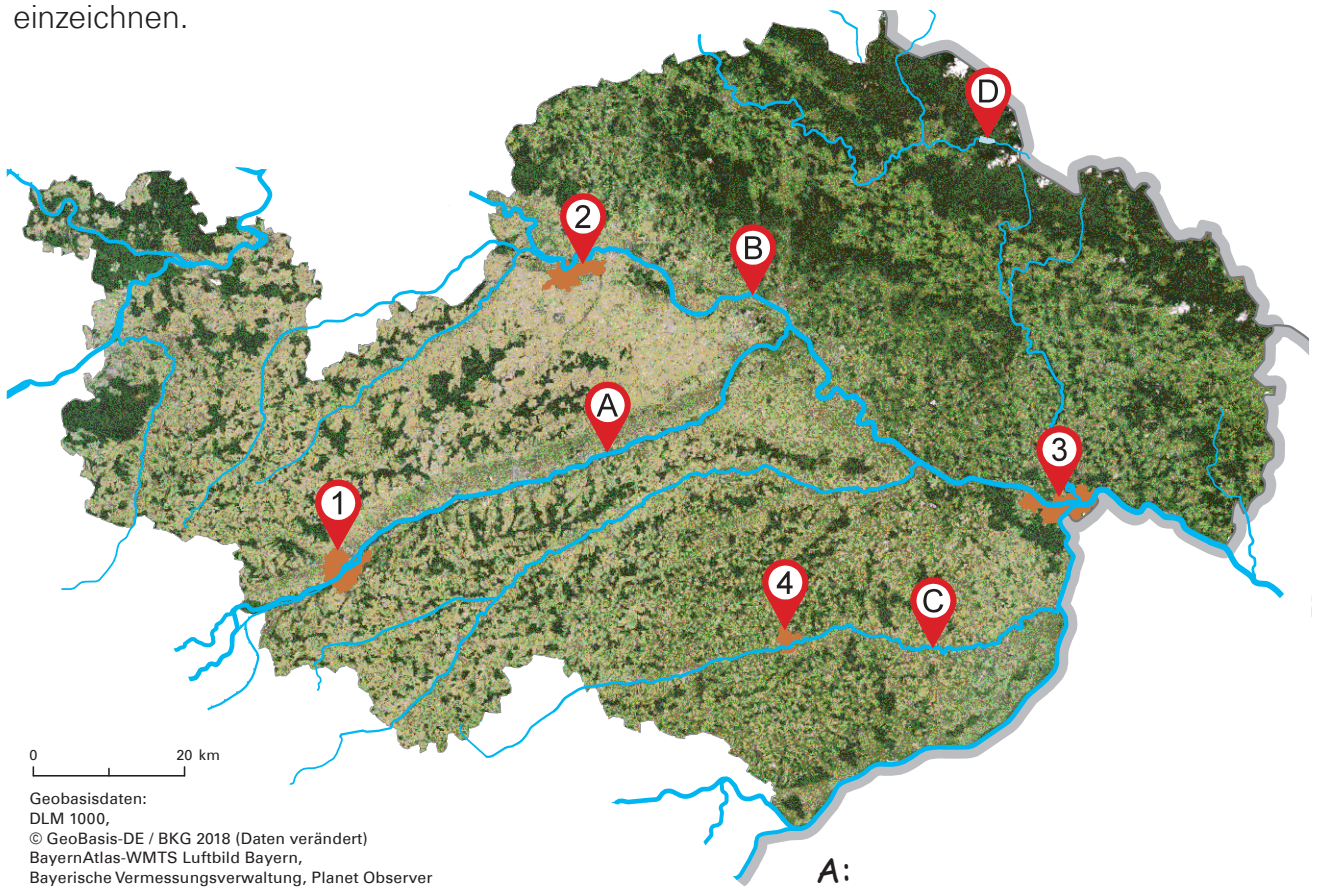 einzeichnen.
D
2
B
A
3
1
4
C
0 20 km
Geobasisdaten:
DLM 1000,
© GeoBasis-DE / BKG 2018 (Daten verändert)
BayernAtlas-WMTS Luftbild Bayern,
Bayerische Vermessungsverwaltung, Planet Observer
A: